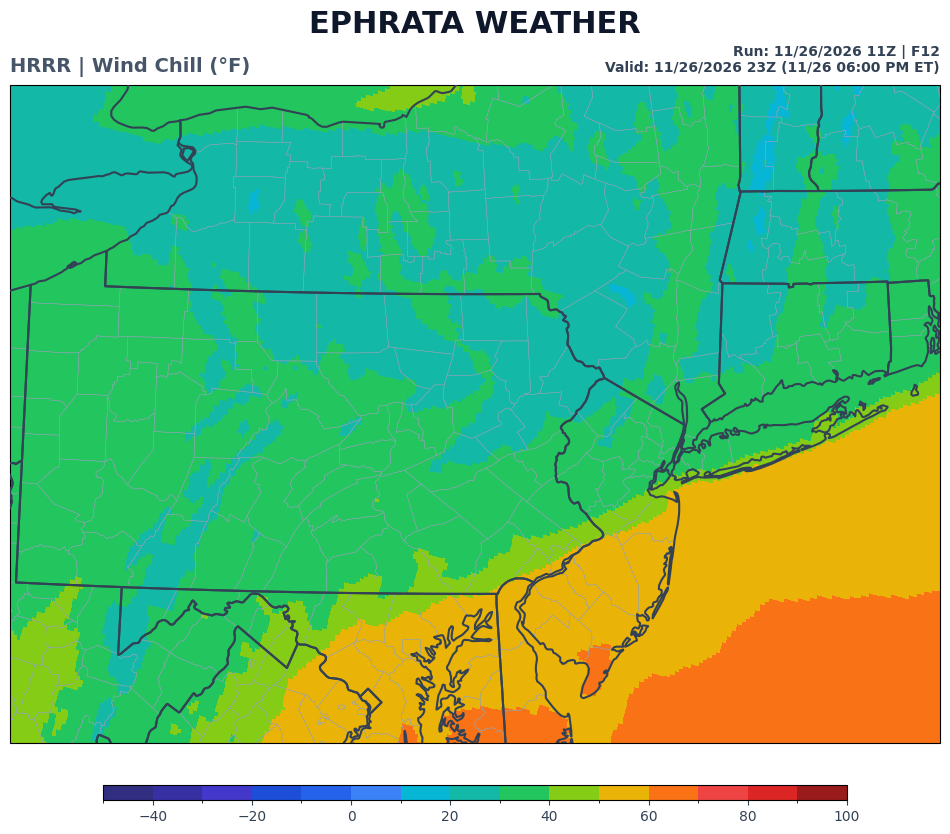 EPHRATA WEATHER
HRRR | Wind Chill (°F)
Run: 11/26/2026 11Z | F12
Valid: 11/26/2026 23Z (11/26 06:00 PM ET)
−40 −20 0 20 40 60 80 100